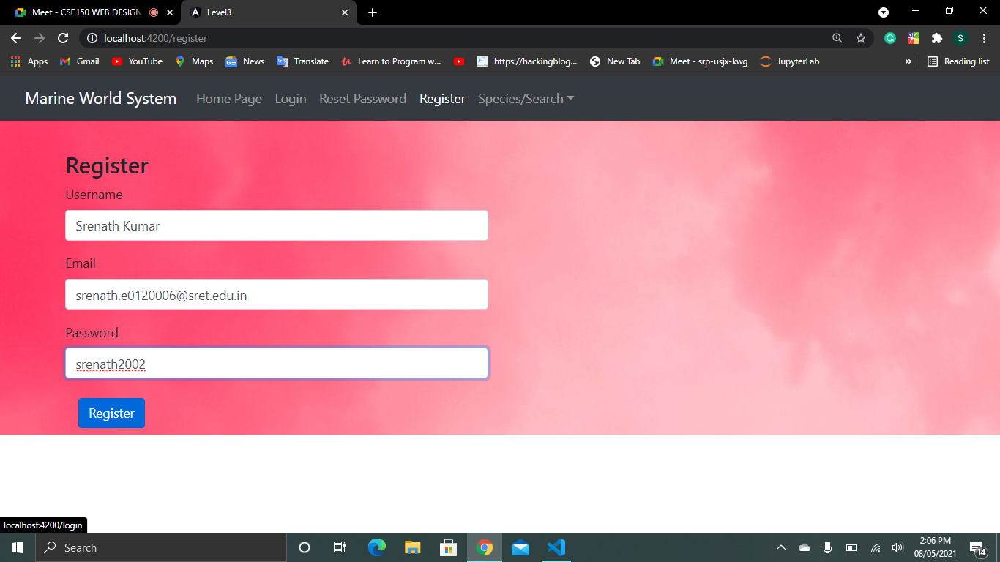 Meet - CSE150 WEB DESIGN
Level3
localhost:4200/register
S
Apps
Gmail
YouTube
Maps
News
Translate
Learn to Program w...
https://hackingblog...
New Tab
Meet - srp-usjx-kwg
JupyterLab
»
Reading list
Marine World System
Home Page
Login
Reset Password
Register
Species/Search
Register
Username
Srenath Kumar
Email
srenath.e0120006@sret.edu.in
Password
srenath2002
Register
localhost:4200/login
Search
2:06 PM
08/05/2021
14